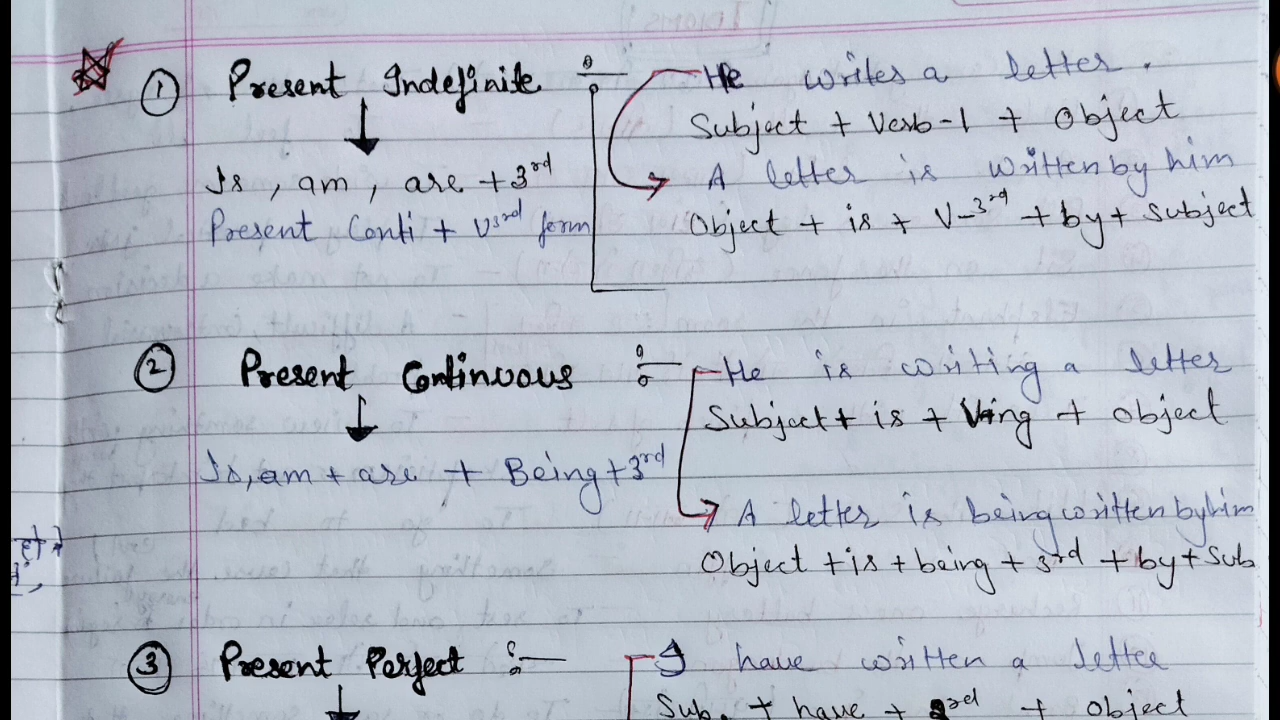 ① Present Indefinite :— He writes a letter.
Subject + Verb-1 + Object
Is, am, are + 3rd
A letter is written by him
Present Conti + V3rd form
Object + is + V-3rd + by + Subject
② Present Continuous :— He is writing a letter
Subject + is + Ving + object
Is, am + are + Being + 3rd
A letter is being written by him
Object + is + being + 3rd + by + Sub
③ Present Perfect :— I have written a letter
Sub. + have + 3rd + object